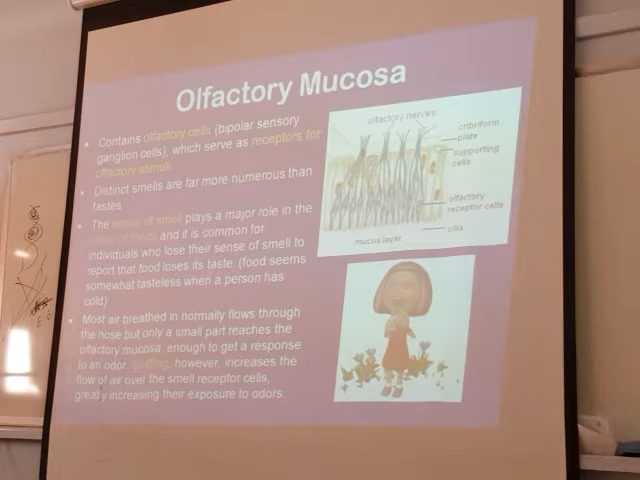 Olfactory Mucosa
Contains olfactory cells (bipolar sensory
ganglion cells), which serve as receptors for
olfactory stimuli.
Distinct smells are far more numerous than
tastes.
The sense of smell plays a major role in the
and it is common for
individuals who lose their sense of smell to
report that food loses its taste. (food seems
somewhat tasteless when a person has
cold)
Most air breathed in normally flows through
the nose but only a small part reaches the
olfactory mucosa, enough to get a response
to an odor. Sniffing, however, increases the
flow of air over the smell receptor cells,
greatly increasing their exposure to odors.
olfactory nerves
cribriform
plate
supporting
cells
olfactory
receptor cells
cilia
mucus layer